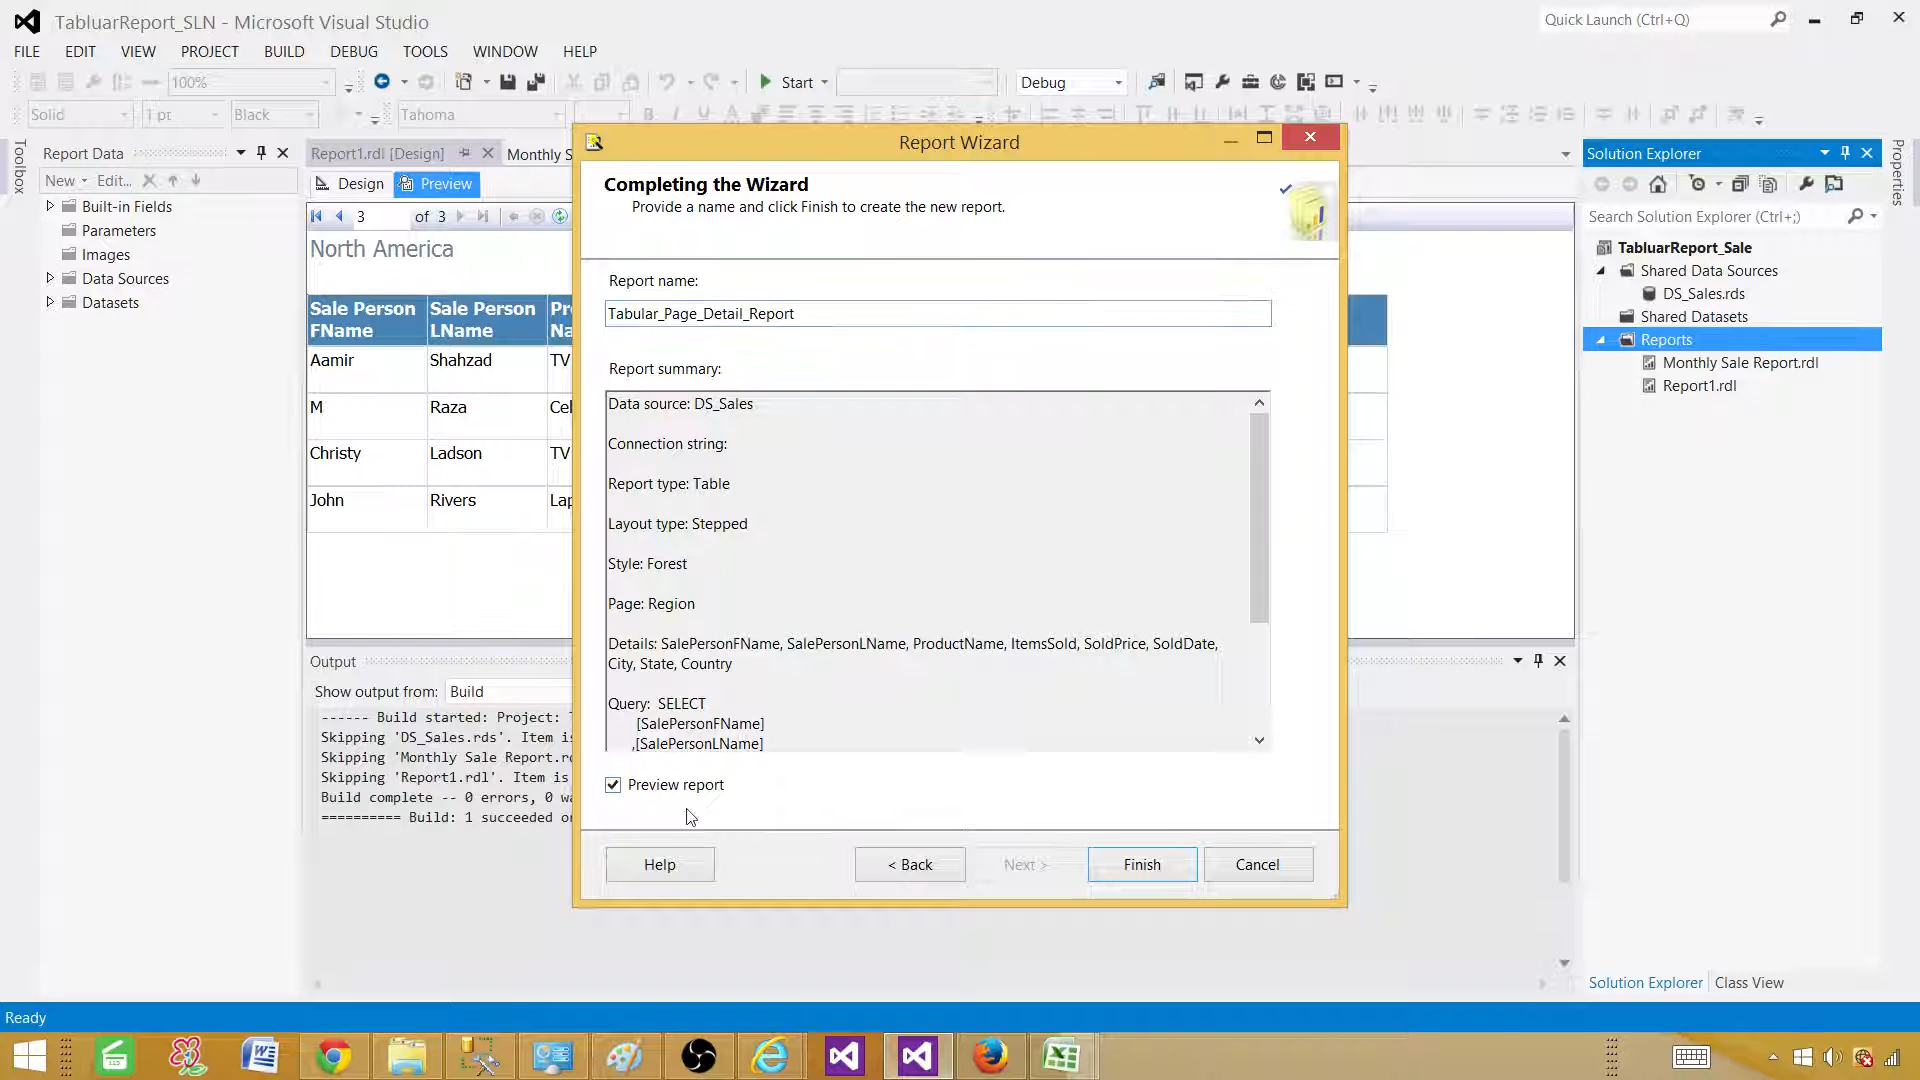 TabluarReport_SLN - Microsoft Visual Studio
Quick Launch (Ctrl+Q)
FILE EDIT VIEW PROJECT BUILD DEBUG TOOLS WINDOW HELP
100%
Start
Debug
Solid 1 pt Black Tahoma
Toolbox
Report Data
New Edit...
Built-in Fields
Parameters
Images
Data Sources
Datasets
Report1.rdl [Design] Monthly S
Design Preview
3 of 3
North America
Sale Person FName
Sale Person LName
Aamir Shahzad TV
M Raza Cel
Christy Ladson TV
John Rivers Lap
Output
Show output from: Build
------ Build started: Project:
Skipping 'DS_Sales.rds'. Item is
Skipping 'Monthly Sale Report.r
Skipping 'Report1.rdl'. Item is
Build complete -- 0 errors, 0
========== Build: 1 succeeded
Report Wizard
Completing the Wizard
Provide a name and click Finish to create the new report.
Report name:
Tabular_Page_Detail_Report
Report summary:
Data source: DS_Sales
Connection string:
Report type: Table
Layout type: Stepped
Style: Forest
Page: Region
Details: SalePersonFName, SalePersonLName, ProductName, ItemsSold, SoldPrice, SoldDate,
City, State, Country
Query: SELECT
[SalePersonFName]
,[SalePersonLName]
Preview report
Help < Back Next > Finish Cancel
Solution Explorer
Search Solution Explorer (Ctrl+;)
TabluarReport_Sale
Shared Data Sources
DS_Sales.rds
Shared Datasets
Reports
Monthly Sale Report.rdl
Report1.rdl
Solution Explorer Class View
Properties
Ready